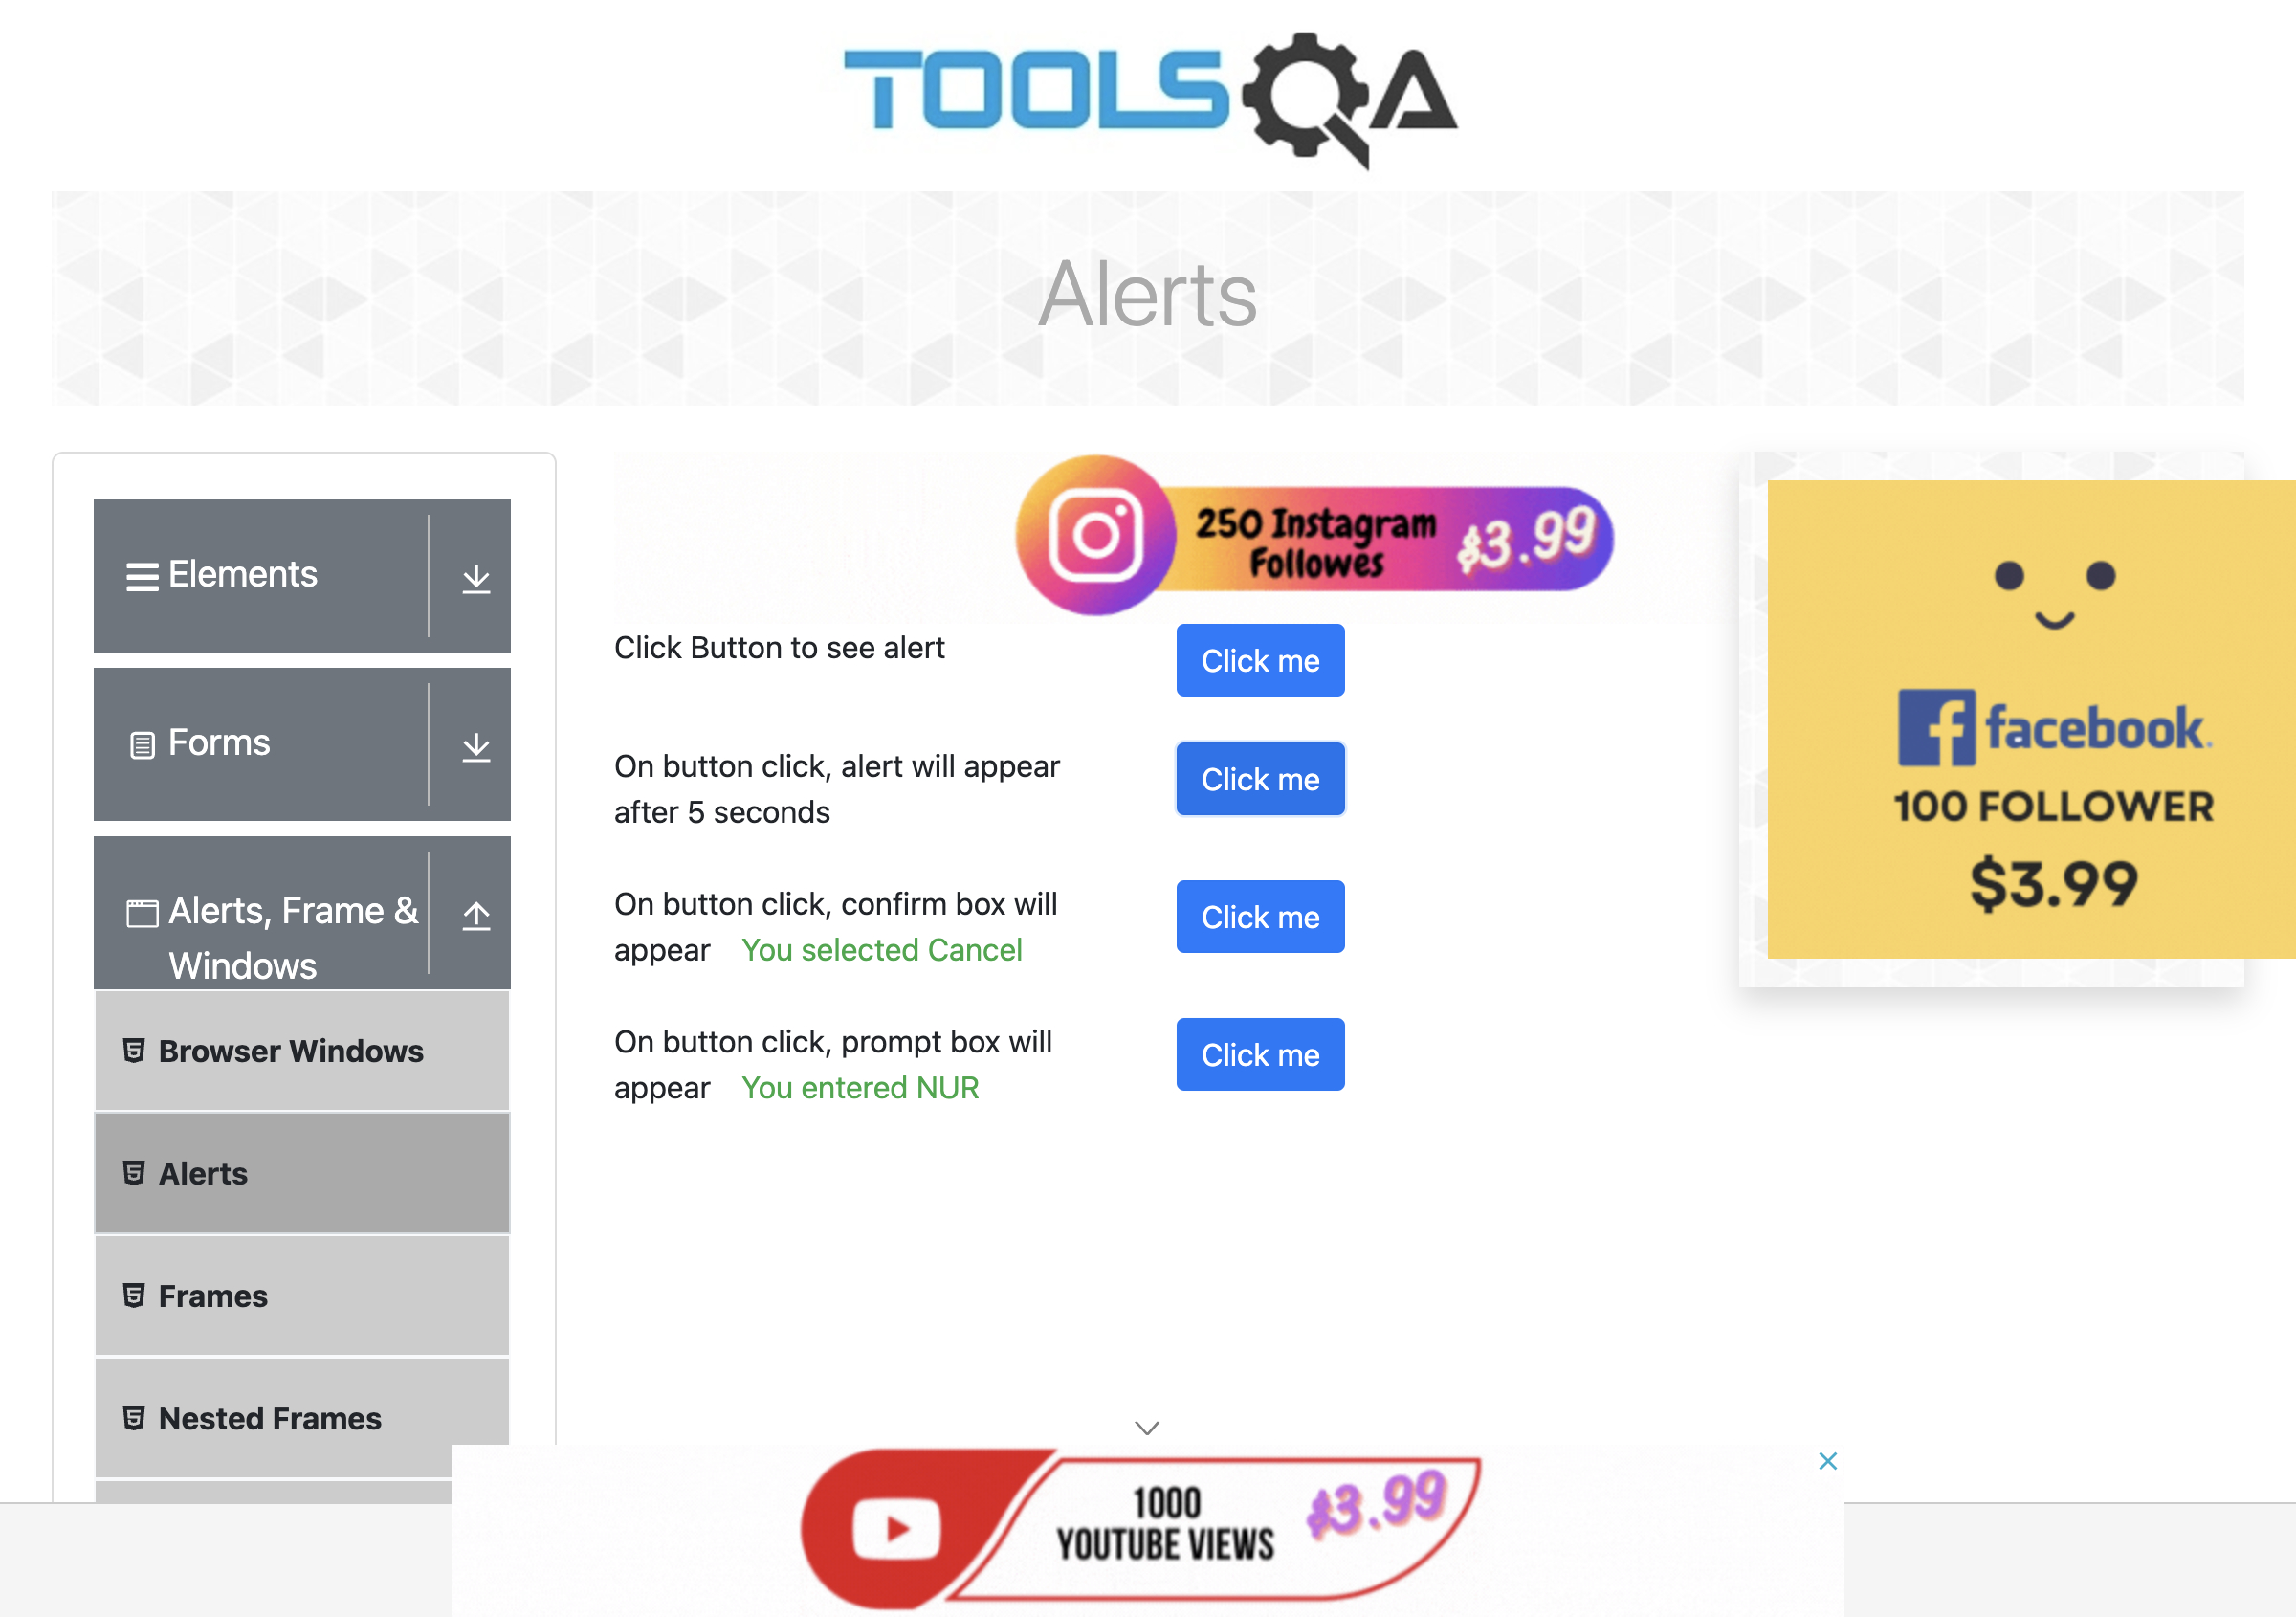 TOOLSQA
Alerts
Elements
Forms
Alerts, Frame &
Windows
Browser Windows
Alerts
Frames
Nested Frames
250 Instagram
Followes
$3.99
Click Button to see alert
Click me
On button click, alert will appear
after 5 seconds
Click me
On button click, confirm box will
appear You selected Cancel
Click me
On button click, prompt box will
appear You entered NUR
Click me
facebook.
100 FOLLOWER
$3.99
1000
YOUTUBE VIEWS
$3.99